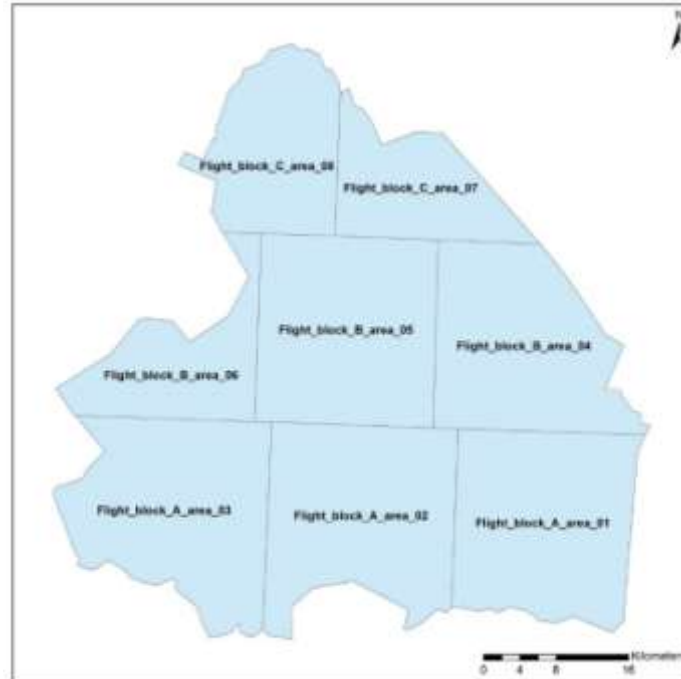 N
Flight_block_C_area_08
Flight_block_C_area_07
Flight_block_B_area_05
Flight_block_B_area_04
Flight_block_B_area_06
Flight_block_A_area_03
Flight_block_A_area_02
Flight_block_A_area_01
Kilometers
0 4 8 16